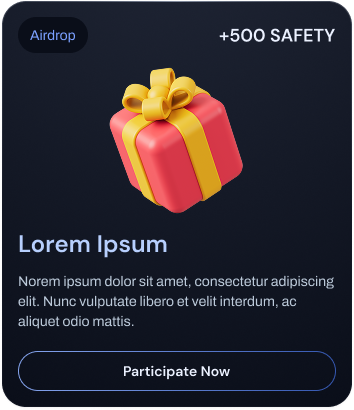 Airdrop
+500 SAFETY
Lorem Ipsum
Norem ipsum dolor sit amet, consectetur adipiscing
elit. Nunc vulputate libero et velit interdum, ac
aliquet odio mattis.
Participate Now